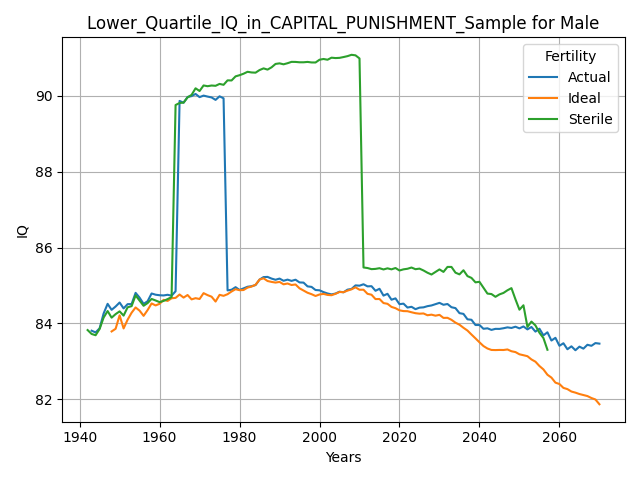 Lower_Quartile_IQ_in_CAPITAL_PUNISHMENT_Sample for Male
Fertility
Actual
Ideal
Sterile
IQ
90
88
86
84
82
1940 1960 1980 2000 2020 2040 2060
Years